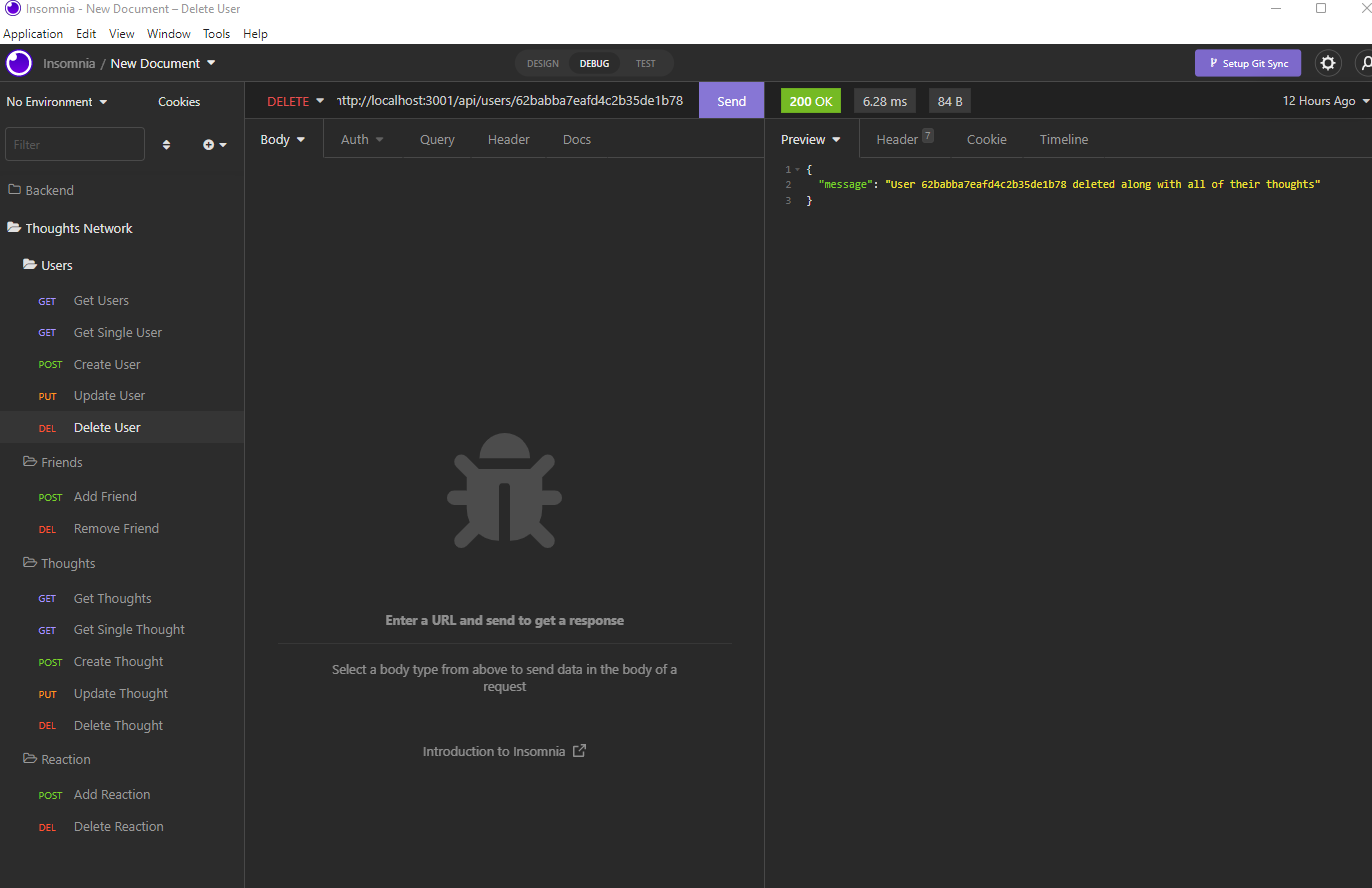 Insomnia - New Document – Delete User
Application Edit View Window Tools Help
Insomnia / New Document
DESIGN DEBUG TEST
Setup Git Sync
No Environment
Cookies
Filter
Backend
Thoughts Network
Users
GET Get Users
GET Get Single User
POST Create User
PUT Update User
DEL Delete User
Friends
POST Add Friend
DEL Remove Friend
Thoughts
GET Get Thoughts
GET Get Single Thought
POST Create Thought
PUT Update Thought
DEL Delete Thought
Reaction
POST Add Reaction
DEL Delete Reaction
DELETE http://localhost:3001/api/users/62babba7eafd4c2b35de1b78 Send
Body Auth Query Header Docs
Enter a URL and send to get a response
Select a body type from above to send data in the body of a
request
Introduction to Insomnia
200 OK 6.28 ms 84 B 12 Hours Ago
Preview Header 7 Cookie Timeline
1 {
2 "message": "User 62babba7eafd4c2b35de1b78 deleted along with all of their thoughts"
3 }